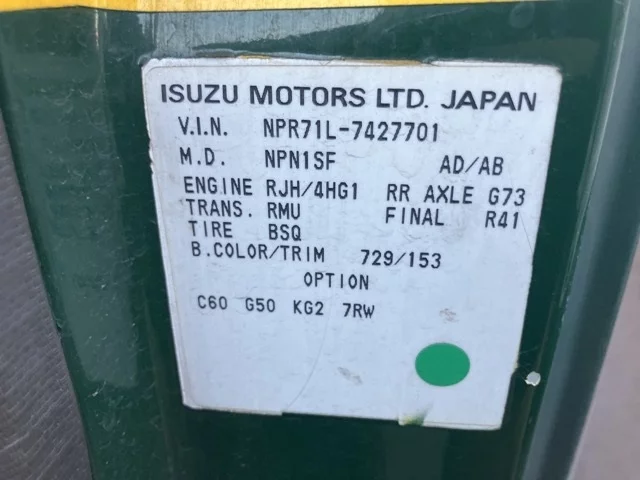 ISUZU MOTORS LTD. JAPAN
V.I.N. NPR71L-7427701
M.D. NPN1SF AD/AB
ENGINE RJH/4HG1 RR AXLE G73
TRANS. RMU FINAL R41
TIRE BSQ
B.COLOR/TRIM 729/153
OPTION
C60 G50 KG2 7RW